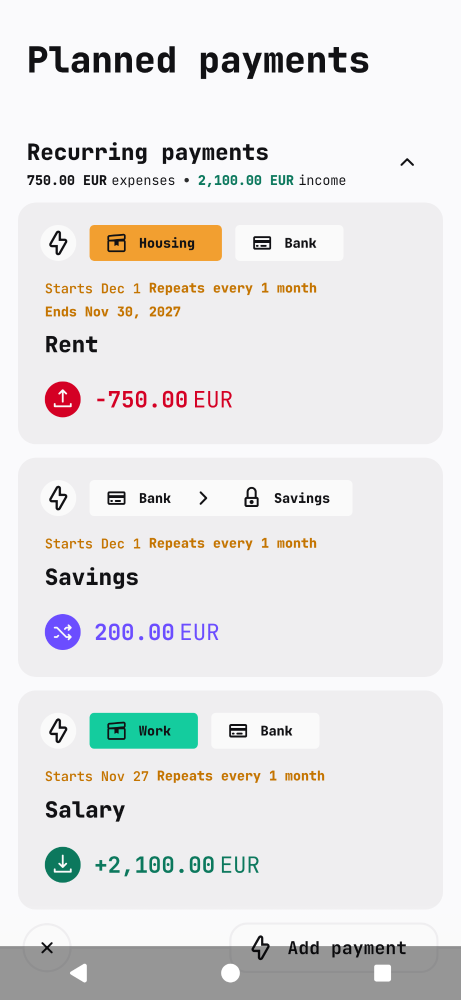 Planned payments
Recurring payments
750.00 EUR expenses • 2,100.00 EUR income
Housing Bank
Starts Dec 1 Repeats every 1 month
Ends Nov 30, 2027
Rent
-750.00 EUR
Bank Savings
Starts Dec 1 Repeats every 1 month
Savings
200.00 EUR
Work Bank
Starts Nov 27 Repeats every 1 month
Salary
+2,100.00 EUR
Add payment